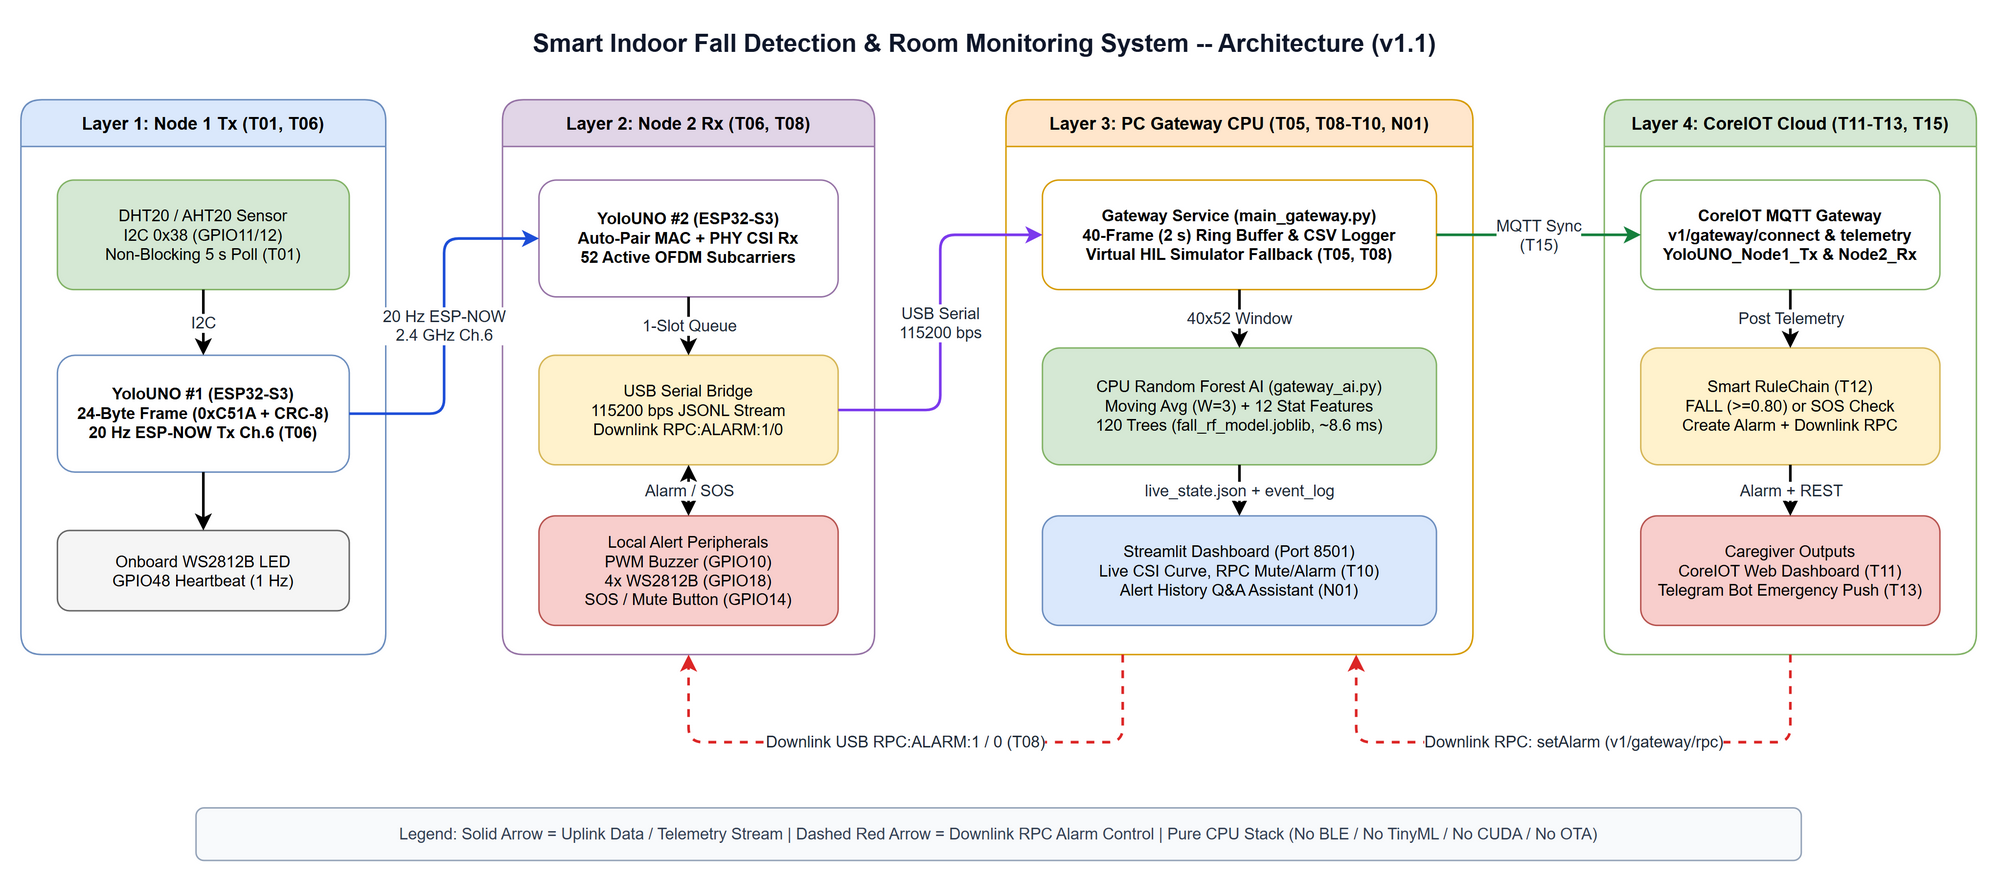 Smart Indoor Fall Detection & Room Monitoring System -- Architecture (v1.1)
Layer 1: Node 1 Tx (T01, T06)
DHT20 / AHT20 Sensor
I2C 0x38 (GPIO11/12)
Non-Blocking 5 s Poll (T01)
I2C
YoloUNO #1 (ESP32-S3)
24-Byte Frame (0xC51A + CRC-8)
20 Hz ESP-NOW Tx Ch.6 (T06)
Onboard WS2812B LED
GPIO48 Heartbeat (1 Hz)
20 Hz ESP-NOW
2.4 GHz Ch.6
Layer 2: Node 2 Rx (T06, T08)
YoloUNO #2 (ESP32-S3)
Auto-Pair MAC + PHY CSI Rx
52 Active OFDM Subcarriers
1-Slot Queue
USB Serial Bridge
115200 bps JSONL Stream
Downlink RPC:ALARM:1/0
Alarm / SOS
Local Alert Peripherals
PWM Buzzer (GPIO10)
4x WS2812B (GPIO18)
SOS / Mute Button (GPIO14)
USB Serial
115200 bps
Layer 3: PC Gateway CPU (T05, T08-T10, N01)
Gateway Service (main_gateway.py)
40-Frame (2 s) Ring Buffer & CSV Logger
Virtual HIL Simulator Fallback (T05, T08)
40x52 Window
CPU Random Forest AI (gateway_ai.py)
Moving Avg (W=3) + 12 Stat Features
120 Trees (fall_rf_model.joblib, ~8.6 ms)
live_state.json + event_log
Streamlit Dashboard (Port 8501)
Live CSI Curve, RPC Mute/Alarm (T10)
Alert History Q&A Assistant (N01)
MQTT Sync
(T15)
Layer 4: CoreIOT Cloud (T11-T13, T15)
CoreIOT MQTT Gateway
v1/gateway/connect & telemetry
YoloUNO_Node1_Tx & Node2_Rx
Post Telemetry
Smart RuleChain (T12)
FALL (>=0.80) or SOS Check
Create Alarm + Downlink RPC
Alarm + REST
Caregiver Outputs
CoreIOT Web Dashboard (T11)
Telegram Bot Emergency Push (T13)
Downlink USB RPC:ALARM:1 / 0 (T08)
Downlink RPC: setAlarm (v1/gateway/rpc)
Legend: Solid Arrow = Uplink Data / Telemetry Stream | Dashed Red Arrow = Downlink RPC Alarm Control | Pure CPU Stack (No BLE / No TinyML / No CUDA / No OTA)